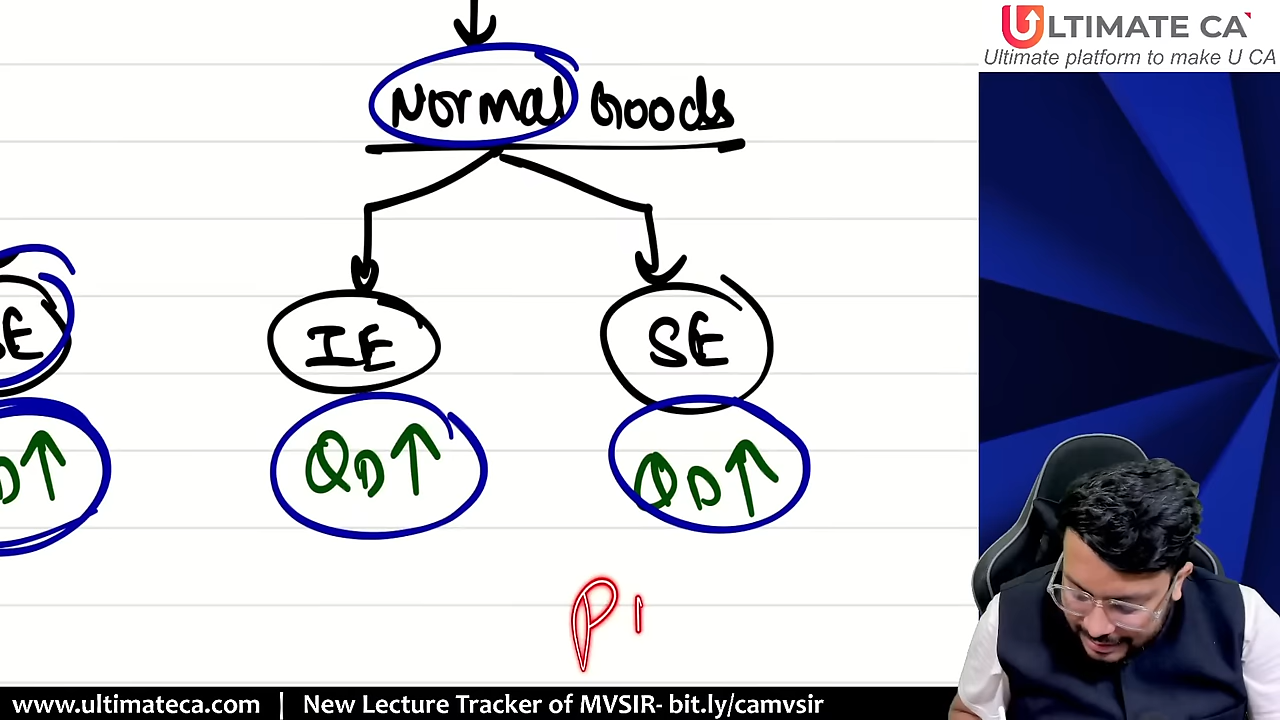 ULTIMATE CA
Ultimate platform to make U CA
Normal Goods
IE
SE
QD↑
QD↑
P
www.ultimateca.com | New Lecture Tracker of MVSIR- bit.ly/camvsir